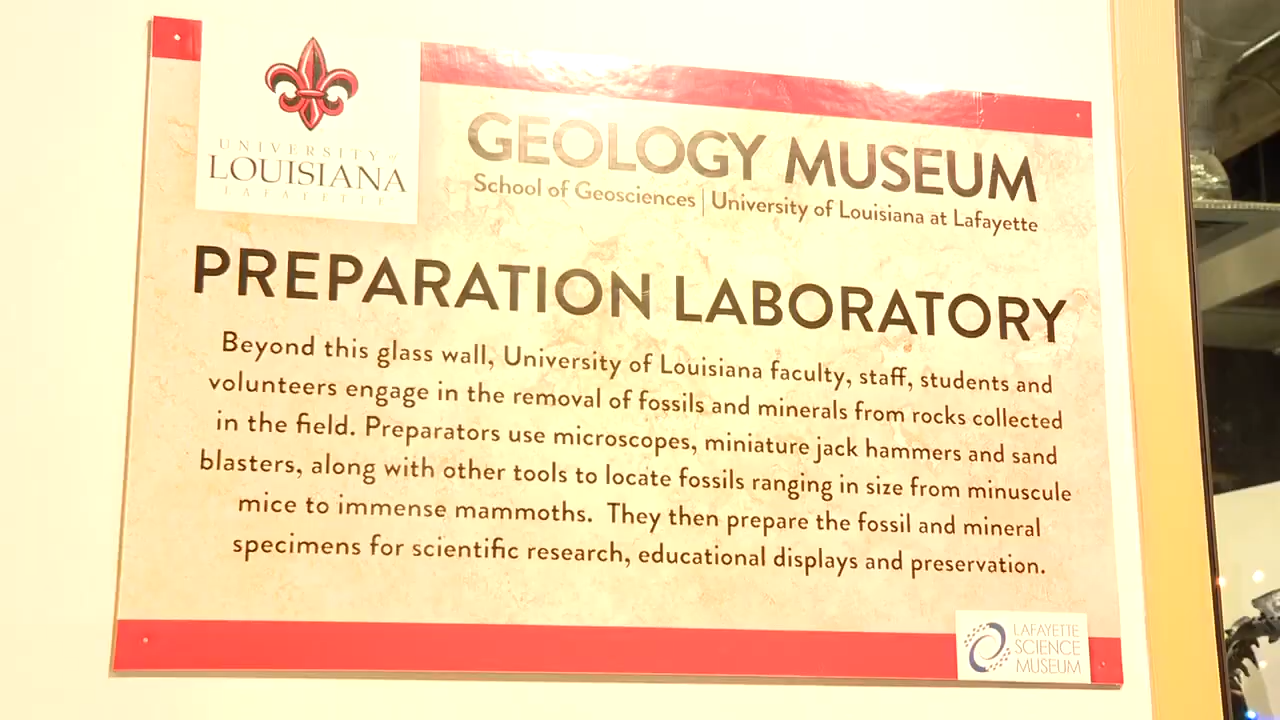 UNIVERSITY of
LOUISIANA
LAFAYETTE
GEOLOGY MUSEUM
School of Geosciences | University of Louisiana at Lafayette
PREPARATION LABORATORY
Beyond this glass wall, University of Louisiana faculty, staff, students and
volunteers engage in the removal of fossils and minerals from rocks collected
in the field. Preparators use microscopes, miniature jack hammers and sand
blasters, along with other tools to locate fossils ranging in size from minuscule
mice to immense mammoths. They then prepare the fossil and mineral
specimens for scientific research, educational displays and preservation.
LAFAYETTE
SCIENCE
MUSEUM